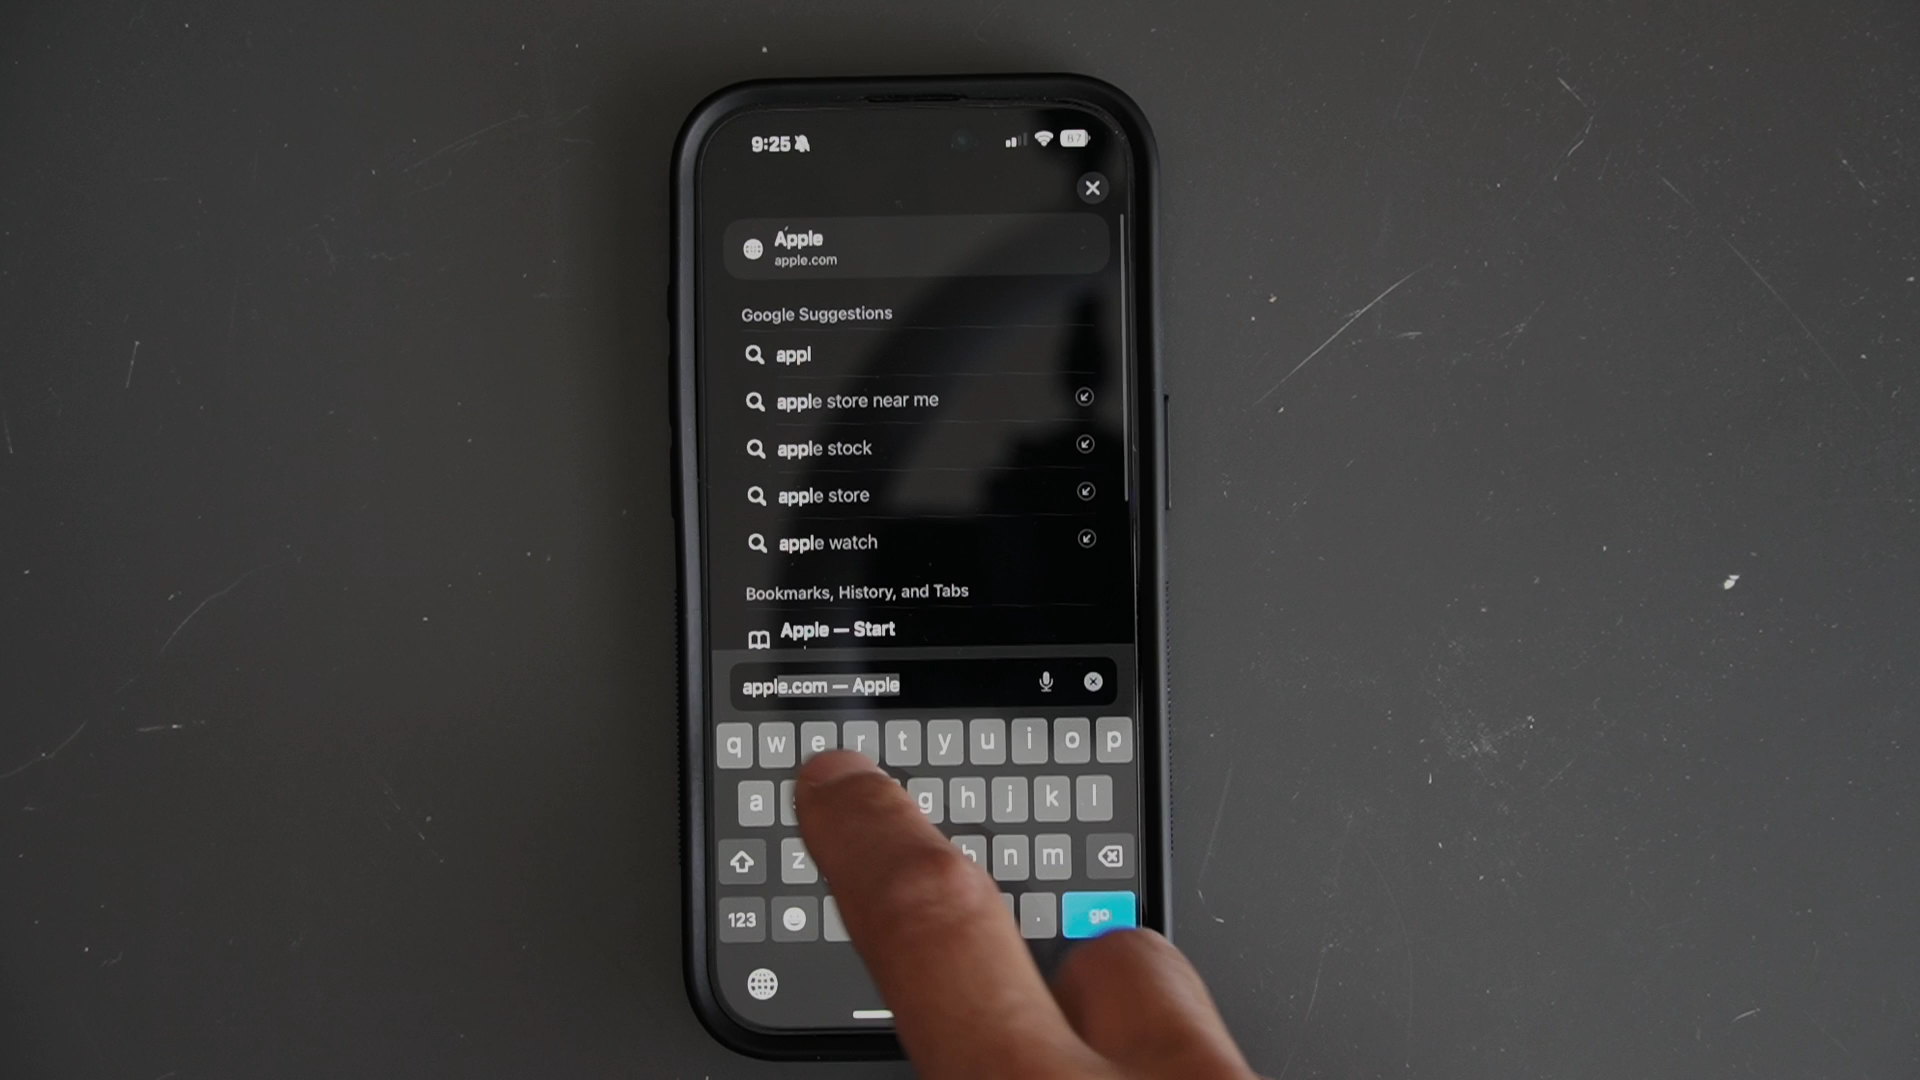 9:25
67
Apple
apple.com
Google Suggestions
appl
apple store near me
apple stock
apple store
apple watch
Bookmarks, History, and Tabs
Apple — Start
apple.com — Apple
q w e r t y u i o p
a g h j k l
z b n m
123 . go